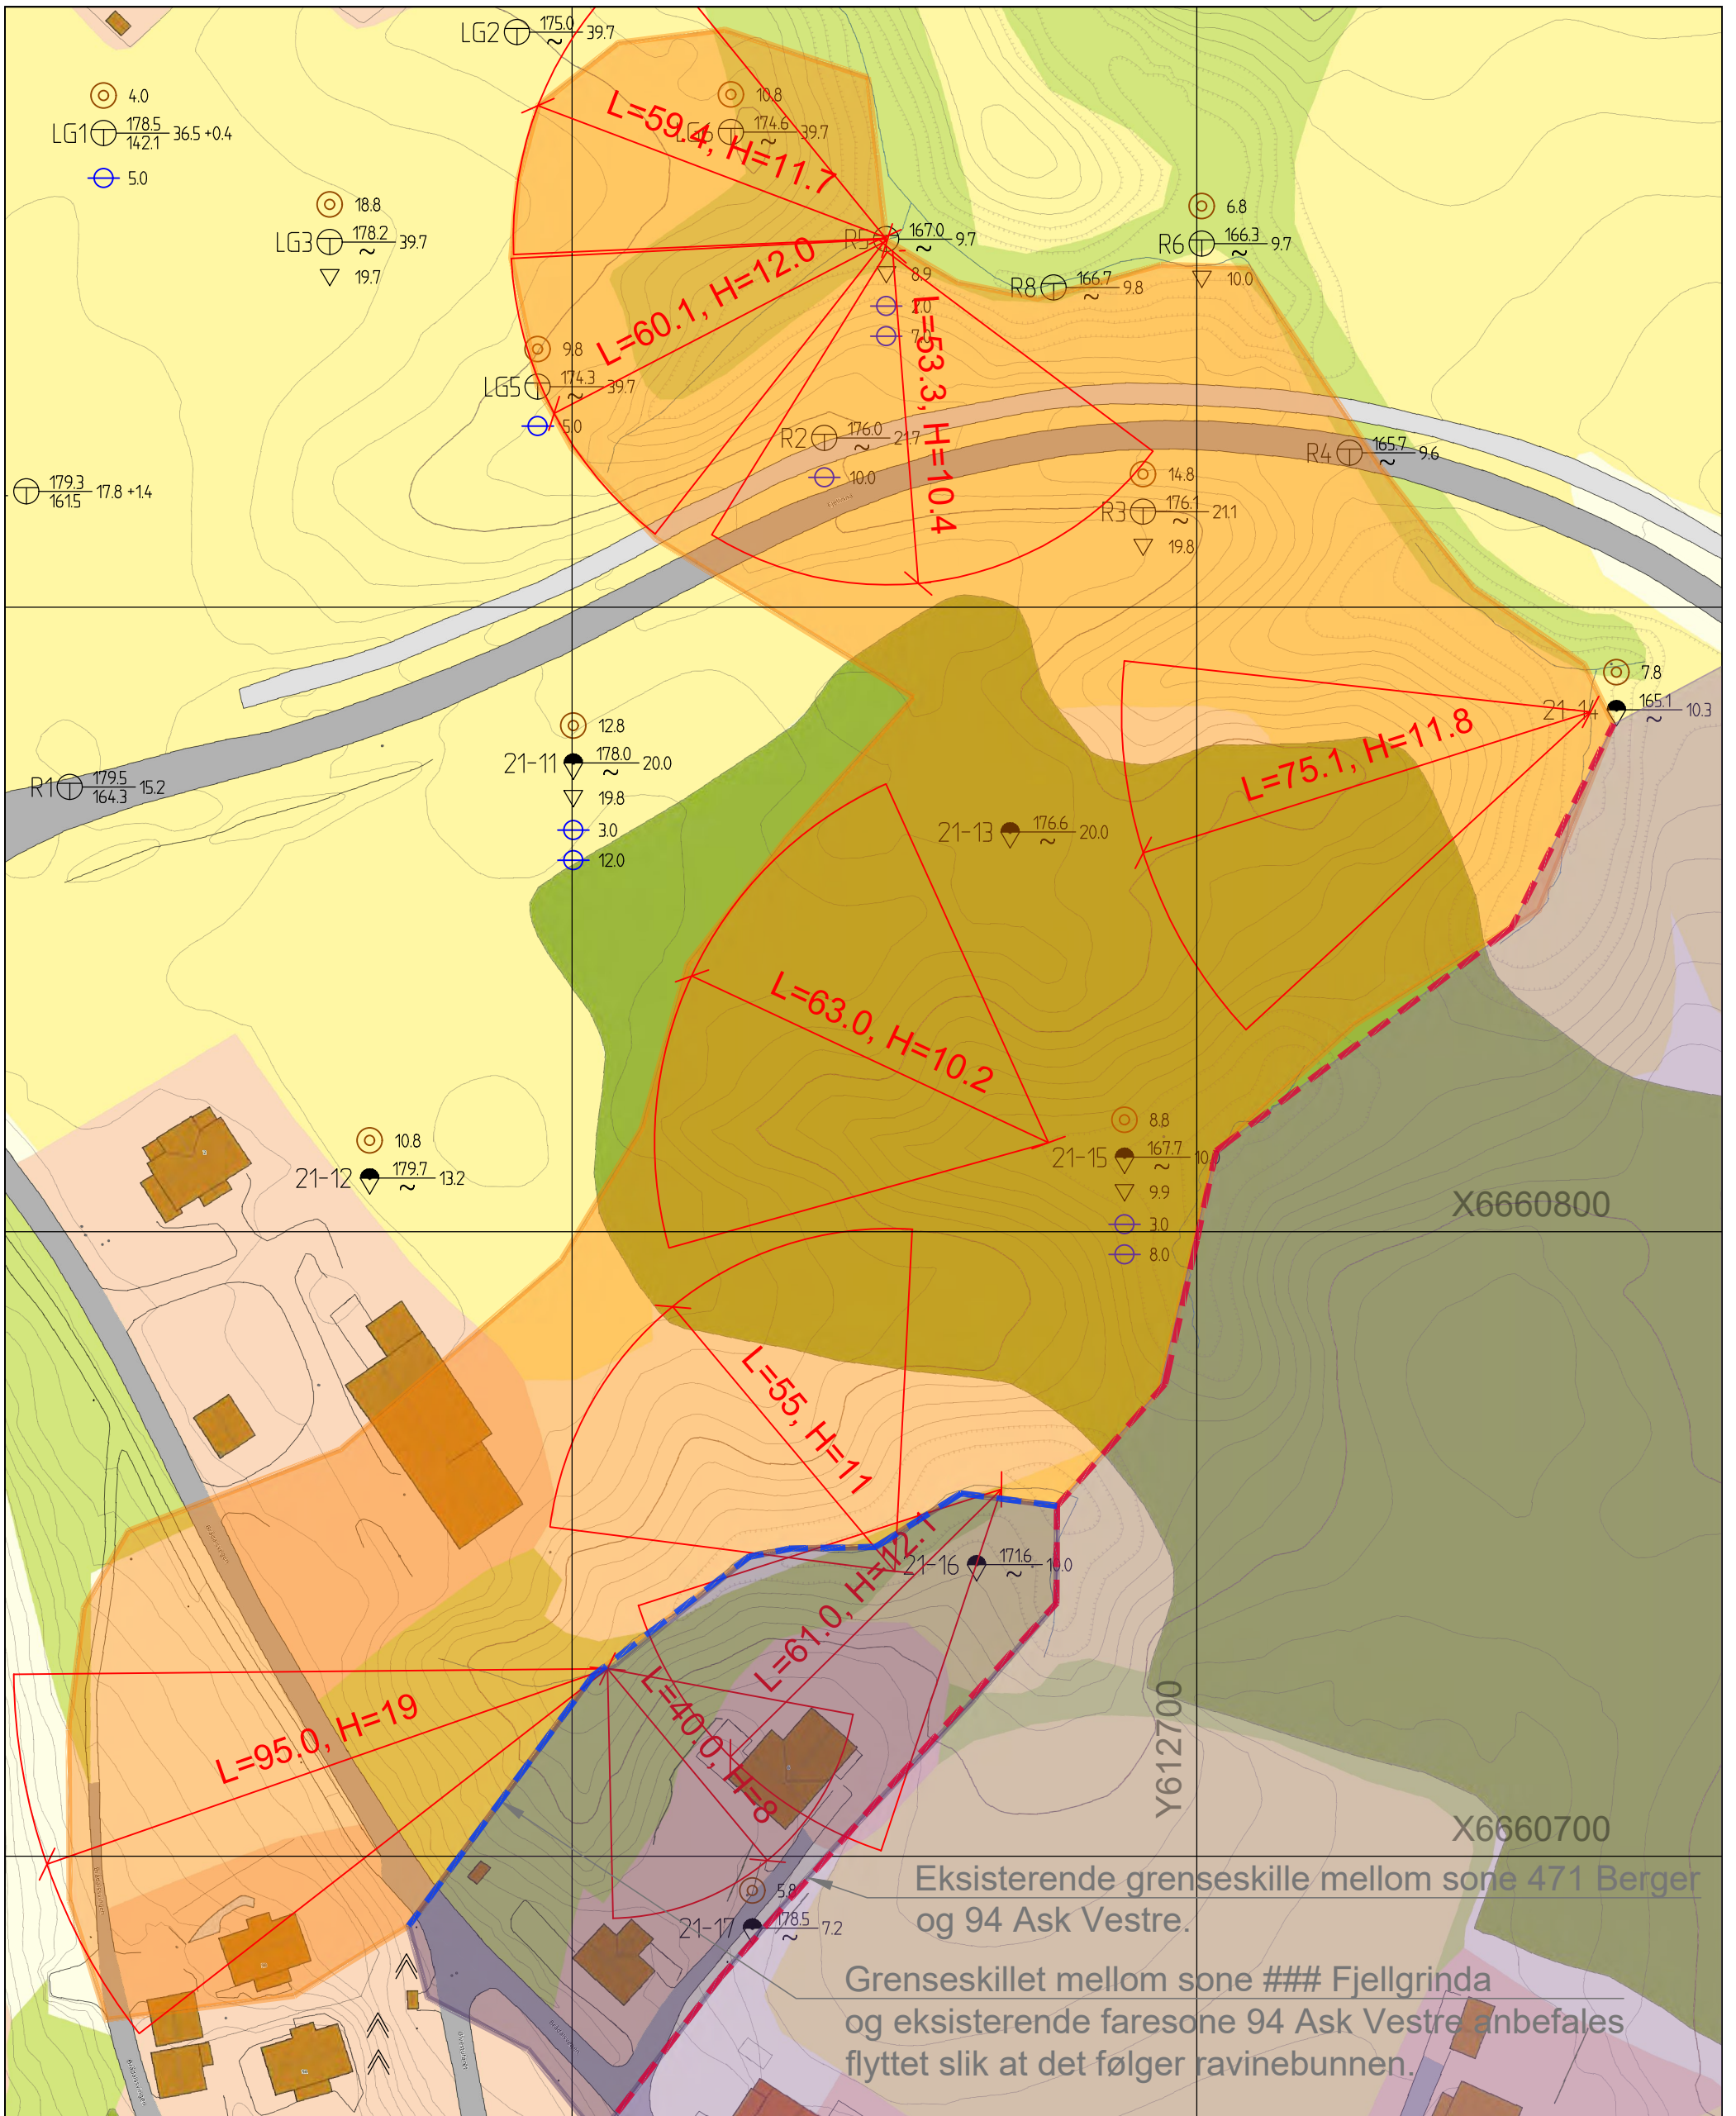 LG2 175.0 ~ 39.7
4.0
LG1 178.5 142.1 36.5 +0.4
5.0
10.8
LG6 174.6 ~ 39.7
L=59.4, H=11.7
18.8
LG3 178.2 ~ 39.7
19.7
R5 167.0 ~ 9.7
8.9
2.0
6.8
R6 166.3 ~ 9.7
10.0
R8 166.7 ~ 9.8
L=60.1, H=12.0
L=53.3, H=10.4
9.8
LG5 174.3 ~ 39.7
5.0
R2 176.0 ~ 21.7
10.0
R4 165.7 ~ 9.6
14.8
R3 176.1 ~ 21.1
19.8
179.3 161.5 17.8 +1.4
7.8
21-14 165.1 ~ 10.3
12.8
21-11 178.0 ~ 20.0
19.8
3.0
12.0
R1 179.5 164.3 15.2
L=75.1, H=11.8
21-13 176.6 ~ 20.0
L=63.0, H=10.2
10.8
21-12 179.7 ~ 13.2
8.8
21-15 167.7 ~ 10.0
9.9
3.0
8.0
X6660800
L=55, H=11
21-16 171.6 ~ 10.0
L=61.0, H=12.1
L=40.0, H=8
L=95.0, H=19
Y612700
X6660700
5.8
21-17 178.5 ~ 7.2
Eksisterende grenseskille mellom sone 471 Berger
og 94 Ask Vestre.
Grenseskillet mellom sone ### Fjellgrinda
og eksisterende faresone 94 Ask Vestre anbefales
flyttet slik at det følger ravinebunnen.